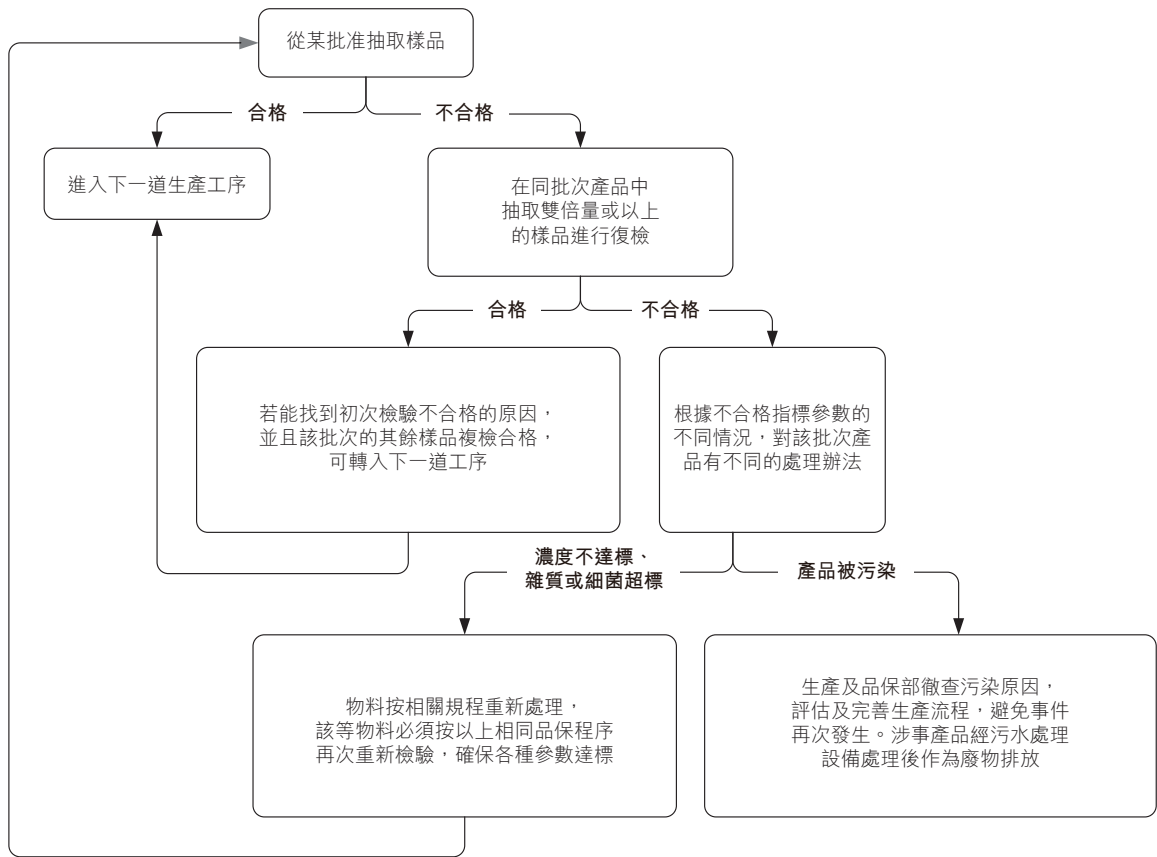 從某批准抽取樣品
合格
不合格
進入下一道生產工序
在同批次產品中
抽取雙倍量或以上
的樣品進行復檢
合格
不合格
若能找到初次檢驗不合格的原因，
並且該批次的其餘樣品複檢合格，
可轉入下一道工序
根據不合格指標參數的
不同情況，對該批次產
品有不同的處理辦法
濃度不達標、
雜質或細菌超標
產品被污染
物料按相關規程重新處理，
該等物料必須按以上相同品保程序
再次重新檢驗，確保各種參數達標
生產及品保部徹查污染原因，
評估及完善生產流程，避免事件
再次發生。涉事產品經污水處理
設備處理後作為廢物排放